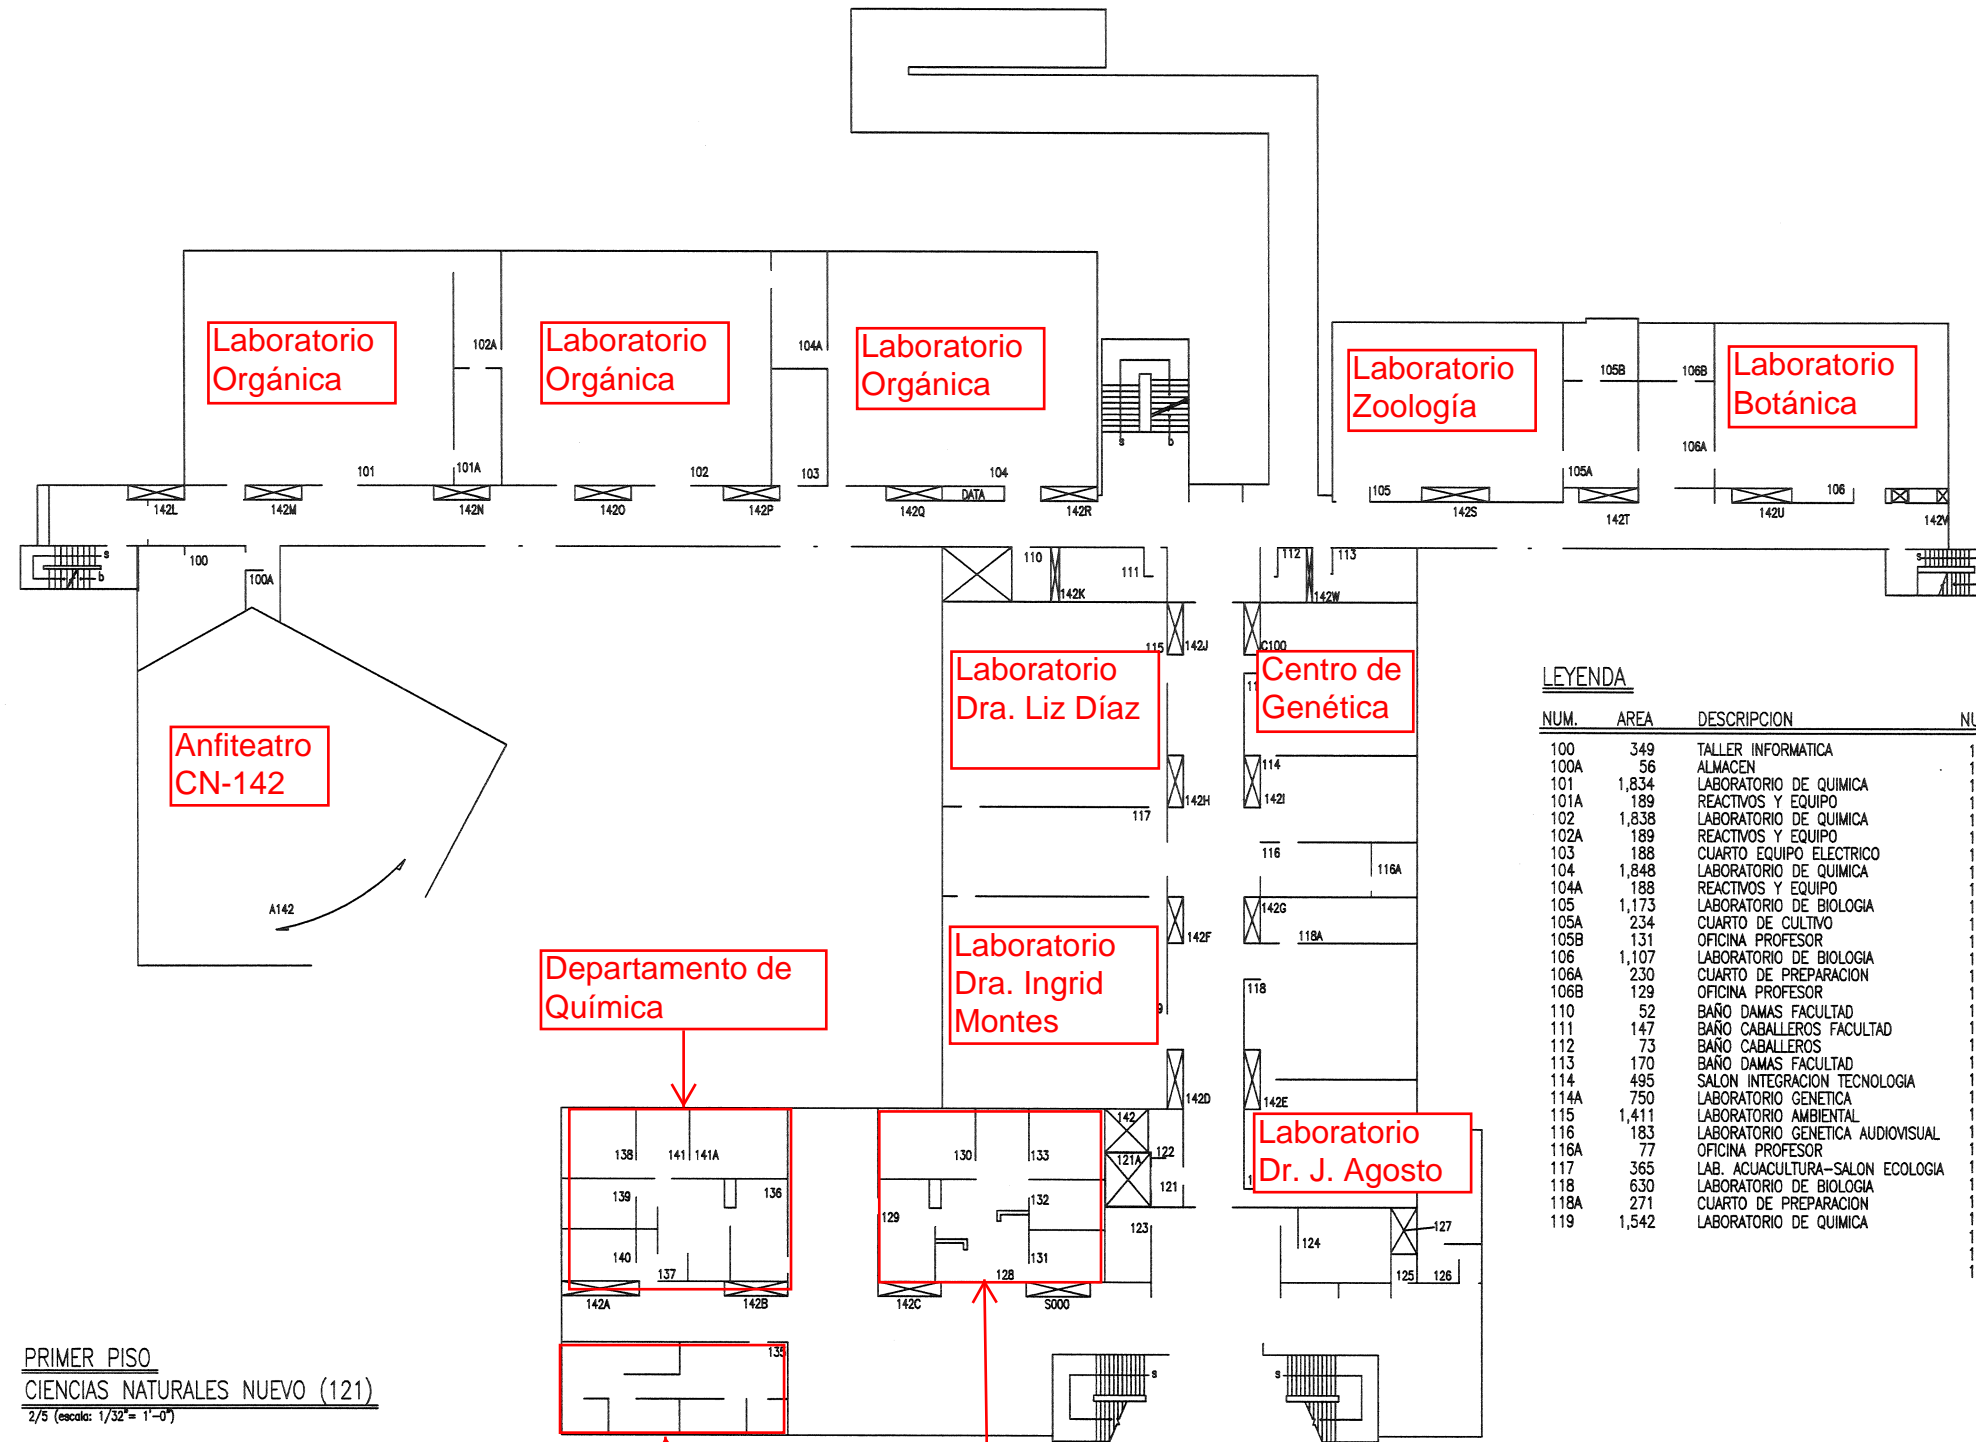 Laboratorio
Orgánica
102A
Laboratorio
Orgánica
104A
Laboratorio
Orgánica
Laboratorio
Zoología
105B
106B
Laboratorio
Botánica
s
b
101
101A
102
103
104
DATA
105
105A
106A
106
142L
142M
142N
142O
142P
142Q
142R
142S
142T
142U
142V
s
b
100
100A
110
111
142K
112
113
142W
s
115
142J
C100
Laboratorio
Dra. Liz Díaz
Centro de
Genética
Anfiteatro
CN-142
114
142H
142I
117
116
116A
A142
142F
142G
118A
Laboratorio
Dra. Ingrid
Montes
118
Departamento de
Química
142D
142E
Laboratorio
Dr. J. Agosto
138
141
141A
139
136
140
137
142A
142B
130
133
132
129
131
128
142C
S000
142
122
121A
121
123
124
127
125
126
135
s
s
LEYENDA
NUM. AREA DESCRIPCION
100 349 TALLER INFORMATICA
100A 56 ALMACEN
101 1,834 LABORATORIO DE QUIMICA
101A 189 REACTIVOS Y EQUIPO
102 1,838 LABORATORIO DE QUIMICA
102A 189 REACTIVOS Y EQUIPO
103 188 CUARTO EQUIPO ELECTRICO
104 1,848 LABORATORIO DE QUIMICA
104A 188 REACTIVOS Y EQUIPO
105 1,173 LABORATORIO DE BIOLOGIA
105A 234 CUARTO DE CULTIVO
105B 131 OFICINA PROFESOR
106 1,107 LABORATORIO DE BIOLOGIA
106A 230 CUARTO DE PREPARACION
106B 129 OFICINA PROFESOR
110 52 BAÑO DAMAS FACULTAD
111 147 BAÑO CABALLEROS FACULTAD
112 73 BAÑO CABALLEROS
113 170 BAÑO DAMAS FACULTAD
114 495 SALON INTEGRACION TECNOLOGIA
114A 750 LABORATORIO GENETICA
115 1,411 LABORATORIO AMBIENTAL
116 183 LABORATORIO GENETICA AUDIOVISUAL
116A 77 OFICINA PROFESOR
117 365 LAB. ACUACULTURA-SALON ECOLOGIA
118 630 LABORATORIO DE BIOLOGIA
118A 271 CUARTO DE PREPARACION
119 1,542 LABORATORIO DE QUIMICA
PRIMER PISO
CIENCIAS NATURALES NUEVO (121)
2/5 (escala: 1/32"= 1'-0")